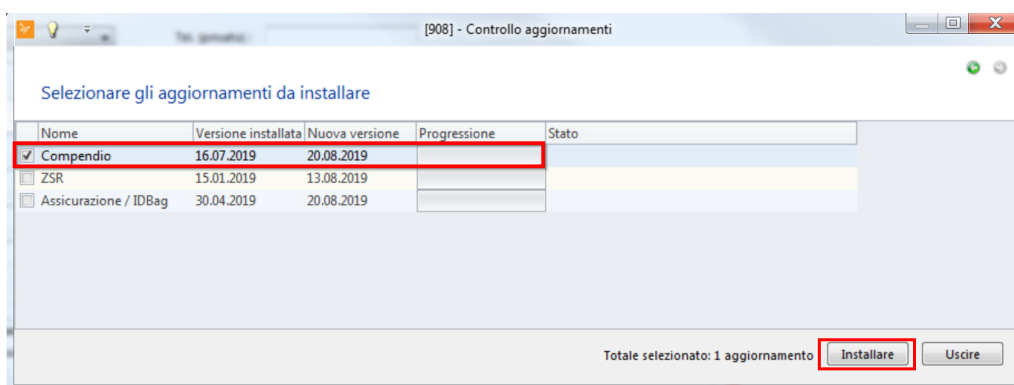 [908] - Controllo aggiornamenti
Selezionare gli aggiornamenti da installare
Nome Versione installata Nuova versione Progressione Stato
Compendio 16.07.2019 20.08.2019
ZSR 15.01.2019 13.08.2019
Assicurazione / IDBag 30.04.2019 20.08.2019
Totale selezionato: 1 aggiornamento Installare Uscire